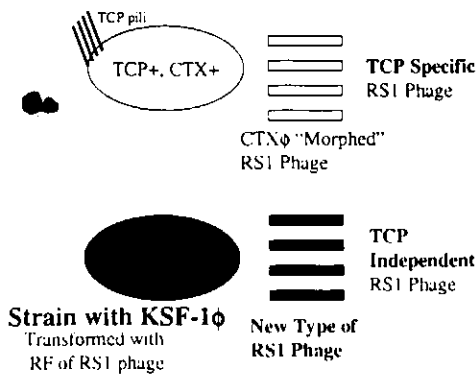 TCP pili
TCP+, CTX+
TCP Specific
RS1 Phage
CTXϕ "Morphed"
RS1 Phage
TCP
Independent
RS1 Phage
Strain with KSF-1ϕ
Transformed with
RF of RS1 phage
New Type of
RS1 Phage